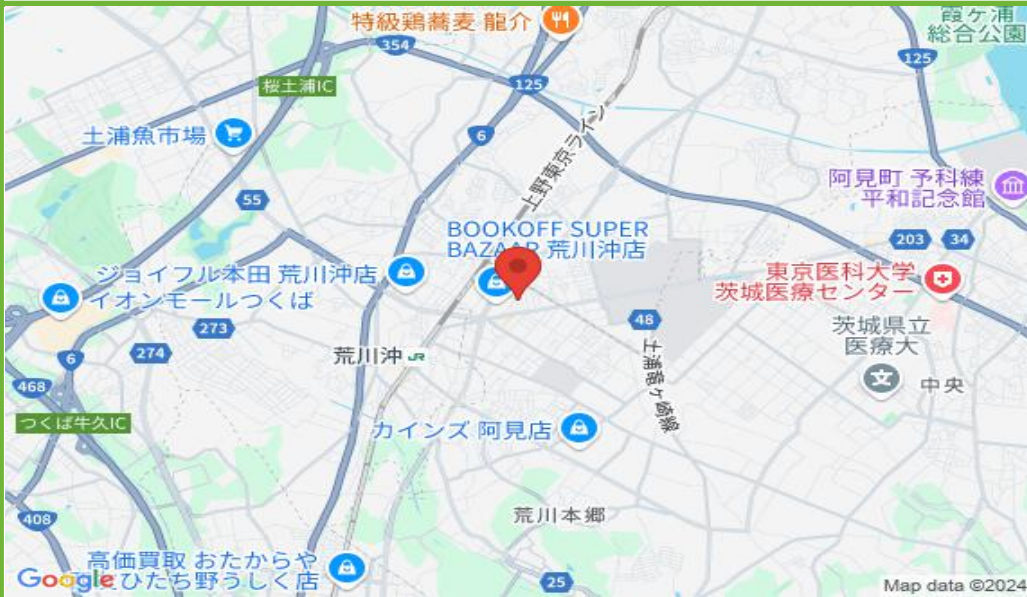 特級鶏蕎麦 龍介
霞ケ浦
総合公園
354
125
125
桜土浦IC
6
土浦魚市場
上野東京ライン
阿見町 予科練
平和記念館
55
BOOKOFF SUPER
BAZAAR 荒川沖店
203
34
ジョイフル本田 荒川沖店
イオンモールつくば
東京医科大学
茨城医療センター
273
48
茨城県立
医療大
6
274
荒川沖 JR
土浦竜ヶ崎線
468
中央
つくば牛久IC
カインズ 阿見店
408
荒川本郷
高価買取 おたからや
ひたち野うしく店
Google
25
Map data ©2024